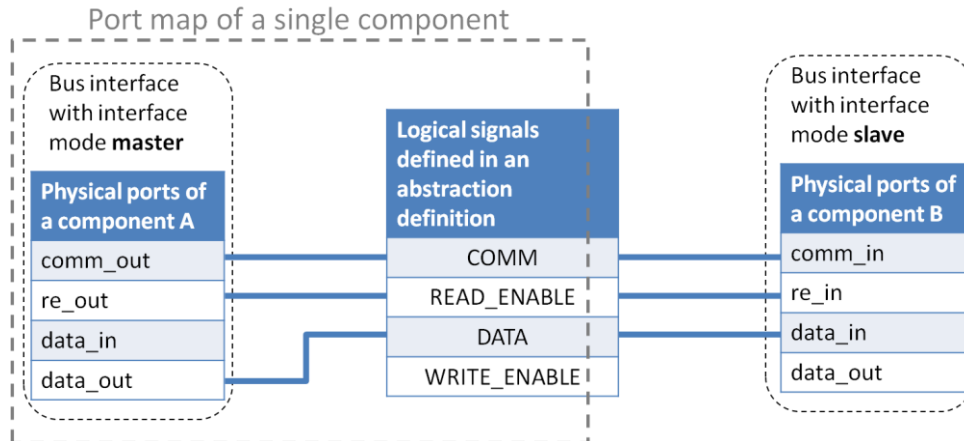 Port map of a single component
Bus interface
with interface
mode master
Physical ports of
a component A
comm_out
re_out
data_in
data_out
Logical signals
defined in an
abstraction
definition
COMM
READ_ENABLE
DATA
WRITE_ENABLE
Bus interface
with interface
mode slave
Physical ports of
a component B
comm_in
re_in
data_in
data_out